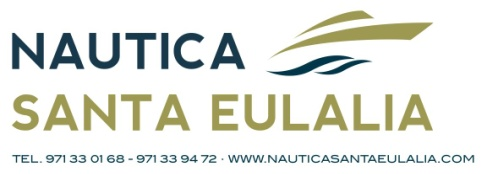 NAUTICA
SANTA EULALIA
TEL. 971 33 01 68 - 971 33 94 72 · WWW.NAUTICASANTAEULALIA.COM